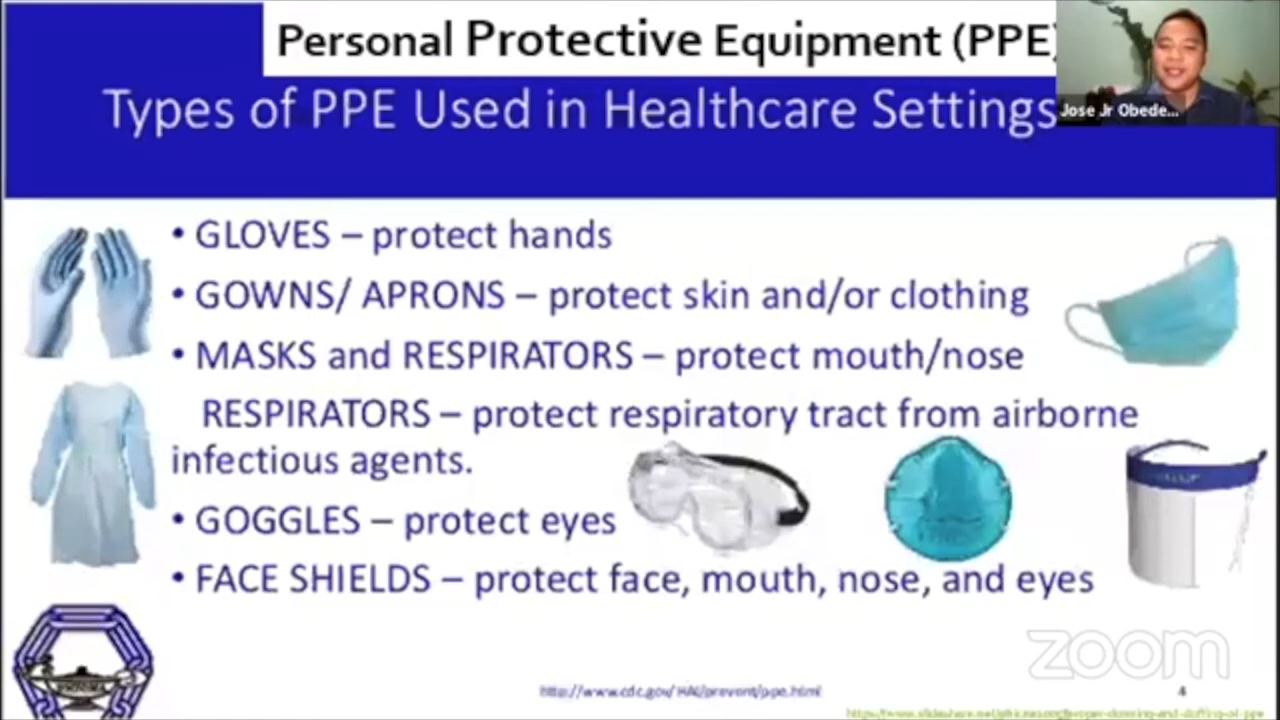 Personal Protective Equipment (PPE)
Types of PPE Used in Healthcare Settings
Jose Jr Obede...
• GLOVES – protect hands
• GOWNS/ APRONS – protect skin and/or clothing
• MASKS and RESPIRATORS – protect mouth/nose
RESPIRATORS – protect respiratory tract from airborne
infectious agents.
• GOGGLES – protect eyes
• FACE SHIELDS – protect face, mouth, nose, and eyes
zoom
http://www.cdc.gov/ HAI/prevent/ppe.html
4